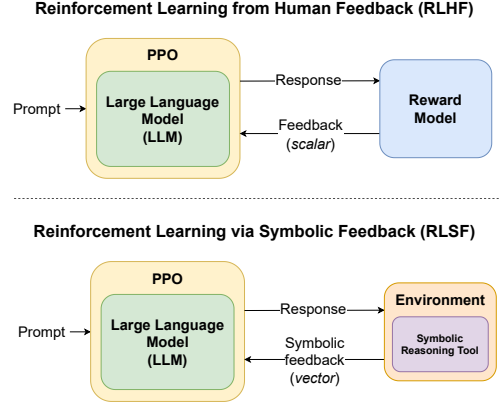 Reinforcement Learning from Human Feedback (RLHF)
PPO
Large Language
Model
(LLM)
Prompt
Response
Feedback
(scalar)
Reward
Model
Reinforcement Learning via Symbolic Feedback (RLSF)
PPO
Large Language
Model
(LLM)
Prompt
Response
Symbolic
feedback
(vector)
Environment
Symbolic
Reasoning Tool